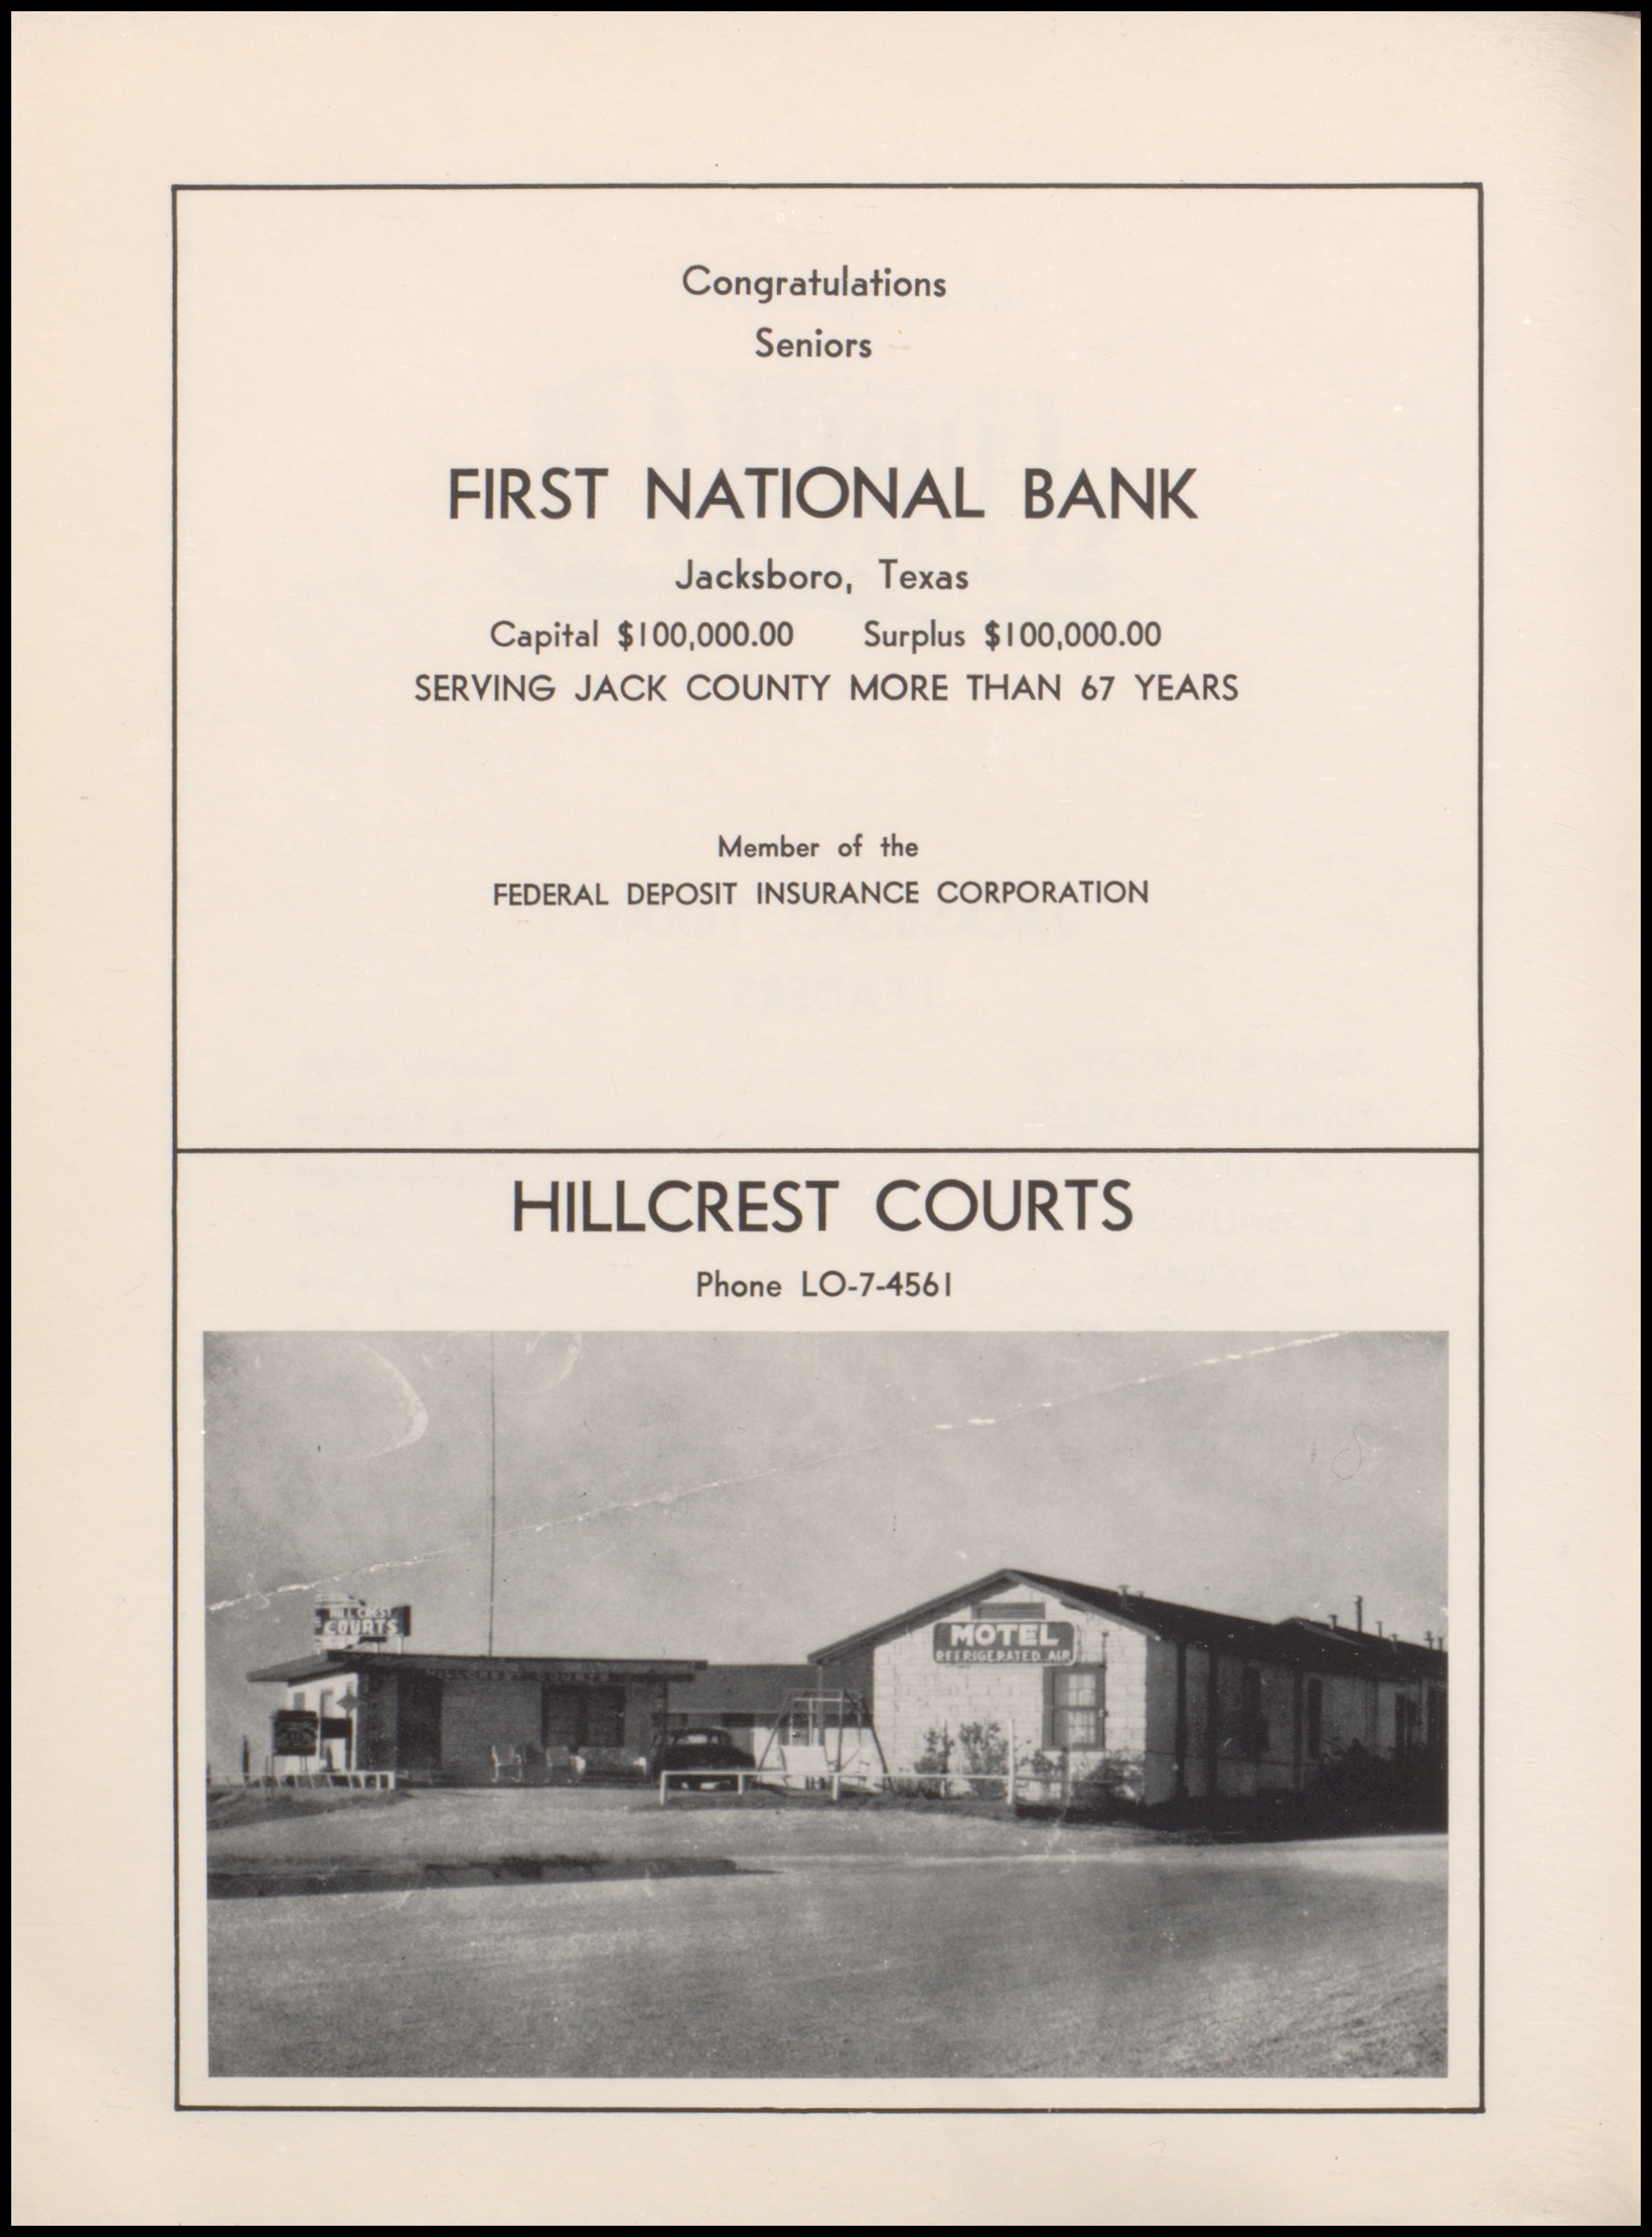 Congratulations
Seniors
FIRST NATIONAL BANK
Jacksboro, Texas
Capital $100,000.00 Surplus $100,000.00
SERVING JACK COUNTY MORE THAN 67 YEARS
Member of the
FEDERAL DEPOSIT INSURANCE CORPORATION
HILLCREST COURTS
Phone LO-7-4561
HILLCREST
COURTS
HILLCREST COURTS
MOTEL
REFRIGERATED AIR